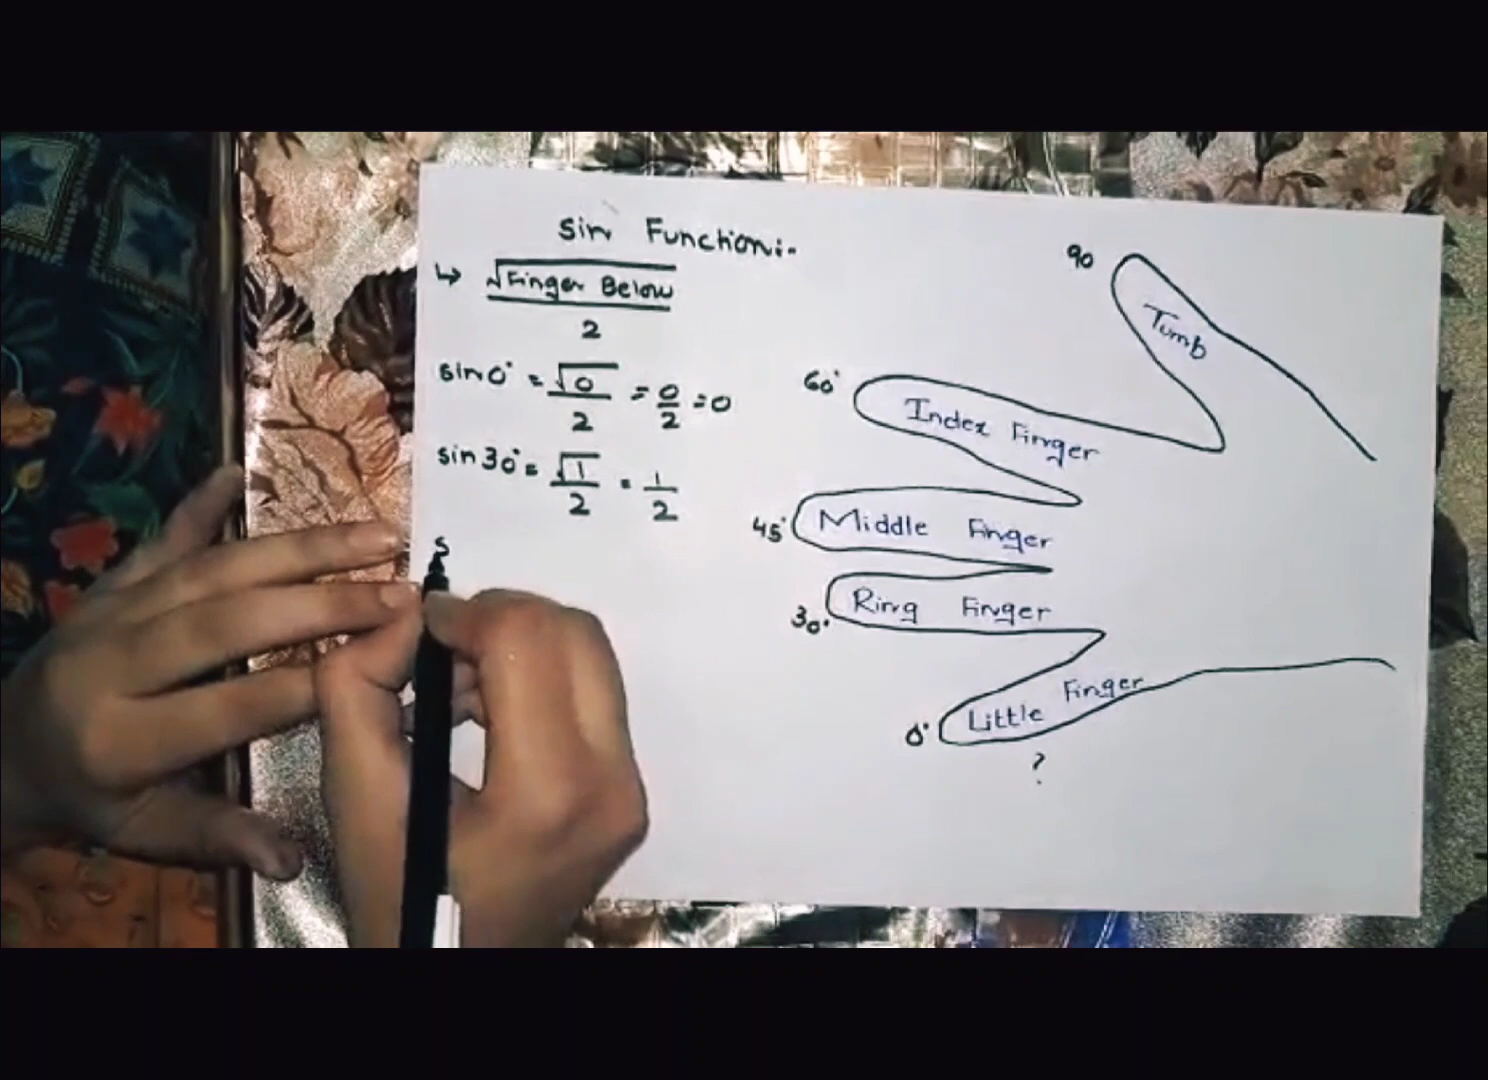 Sin Function:-
↳ √Finger Below
2
sin0° = √0/2 = 0/2 = 0
sin30° = √1/2 = 1/2
s
90
Tumb
60°
Index Finger
45°
Middle Finger
30°
Ring Finger
0°
Little Finger
?